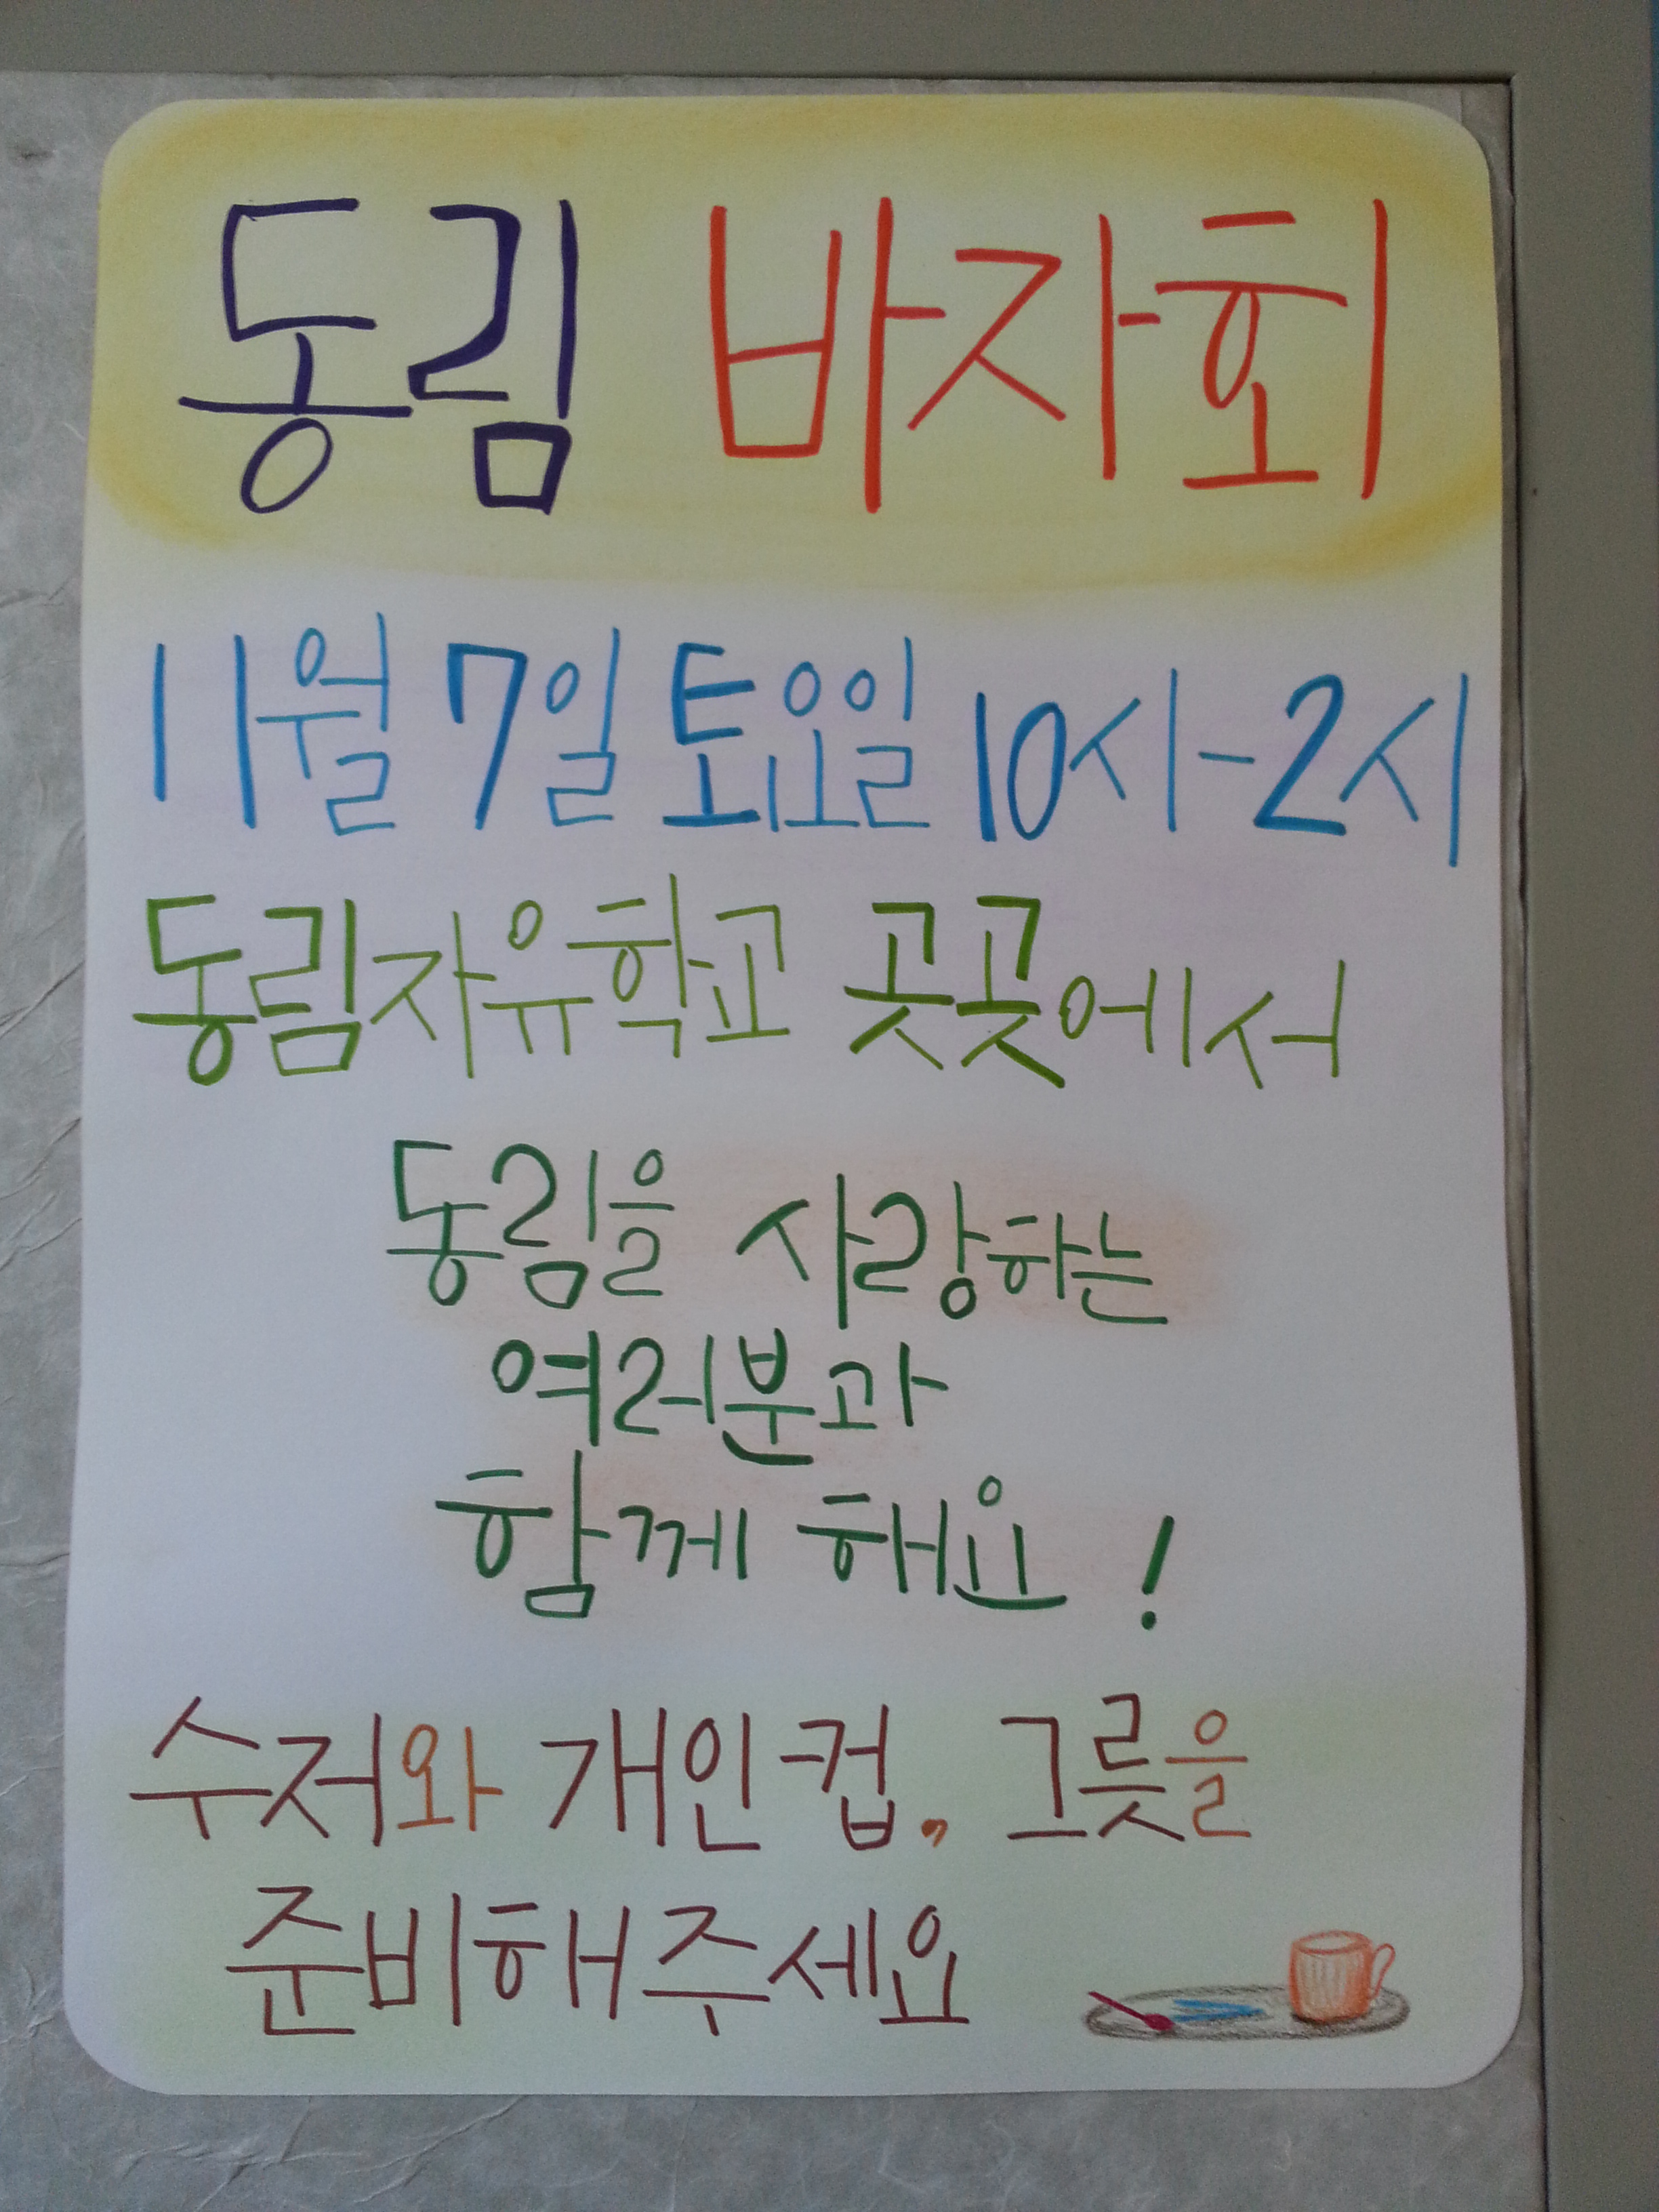 동림 바자회
11월 7일 토요일 10시-2시
동림자유학교 곳곳에서
동림을 사랑하는
여러분과
함께 해요!
수저와 개인컵, 그릇을
준비해주세요